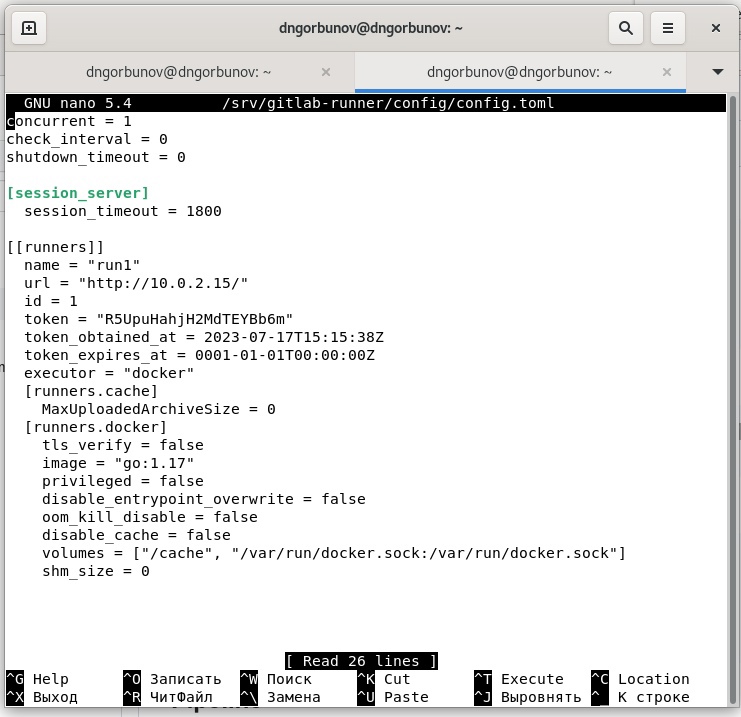 dngorbunov@dngorbunov: ~
dngorbunov@dngorbunov: ~
dngorbunov@dngorbunov: ~
GNU nano 5.4 /srv/gitlab-runner/config/config.toml
concurrent = 1
check_interval = 0
shutdown_timeout = 0
[session_server]
session_timeout = 1800
[[runners]]
name = "run1"
url = "http://10.0.2.15/"
id = 1
token = "R5UpuHahjH2MdTEYBb6m"
token_obtained_at = 2023-07-17T15:15:38Z
token_expires_at = 0001-01-01T00:00:00Z
executor = "docker"
[runners.cache]
MaxUploadedArchiveSize = 0
[runners.docker]
tls_verify = false
image = "go:1.17"
privileged = false
disable_entrypoint_overwrite = false
oom_kill_disable = false
disable_cache = false
volumes = ["/cache", "/var/run/docker.sock:/var/run/docker.sock"]
shm_size = 0
[ Read 26 lines ]
^G Help ^O Записать ^W Поиск ^K Cut ^T Execute ^C Location
^X Выход ^R ЧитФайл ^\ Замена ^U Paste ^J Выровнять ^_ К строке